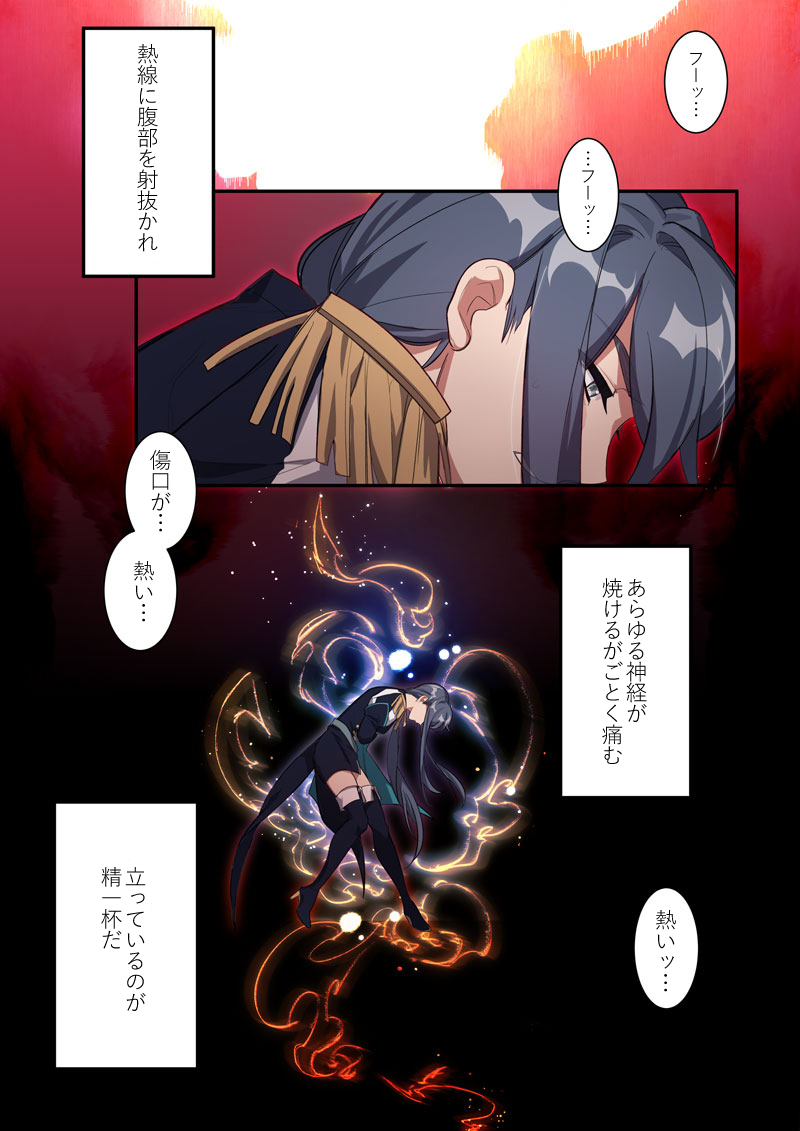 フーッ…
…フーッ…
熱線に腹部を射抜かれ
傷口が…
熱い…
あらゆる神経が
焼けるがごとく痛む
立っているのが
精一杯だ
熱いッ…